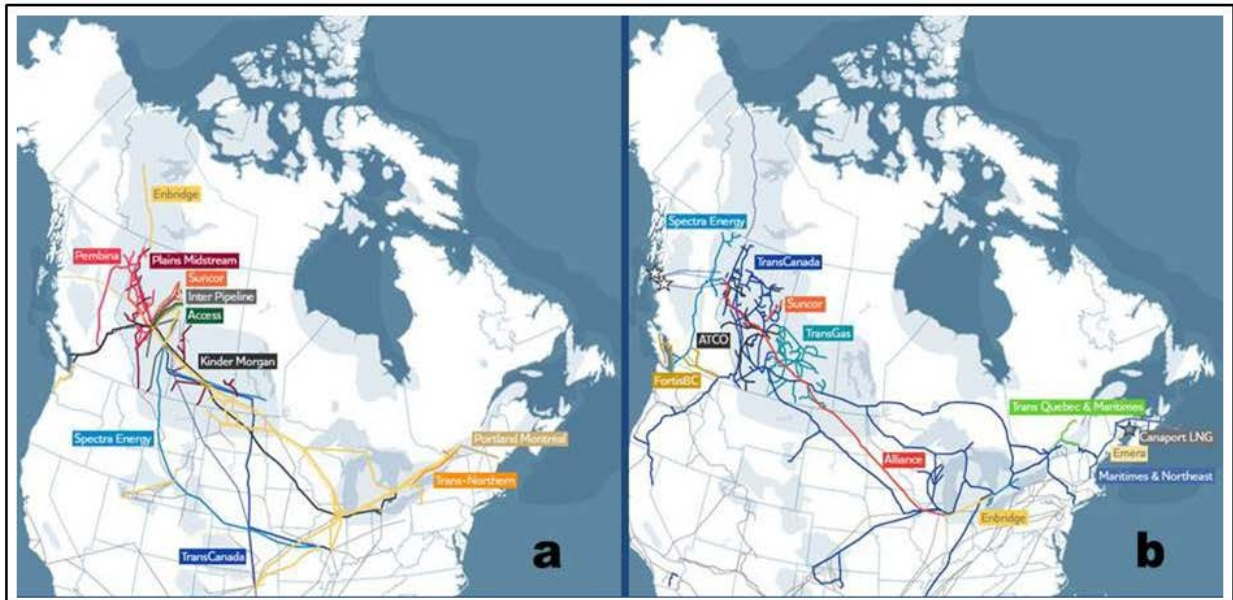 Enbridge
Pembina
Plains Midstream
Suncor
Inter Pipeline
Access
Kinder Morgan
Spectra Energy
Portland Montréal
Trans-Northern
TransCanada
a
Spectra Energy
TransCanada
Suncor
TransGas
ATCO
FortisBC
Trans Quebec & Maritimes
Canaport LNG
Emera
Alliance
Maritimes & Northeast
Enbridge
b